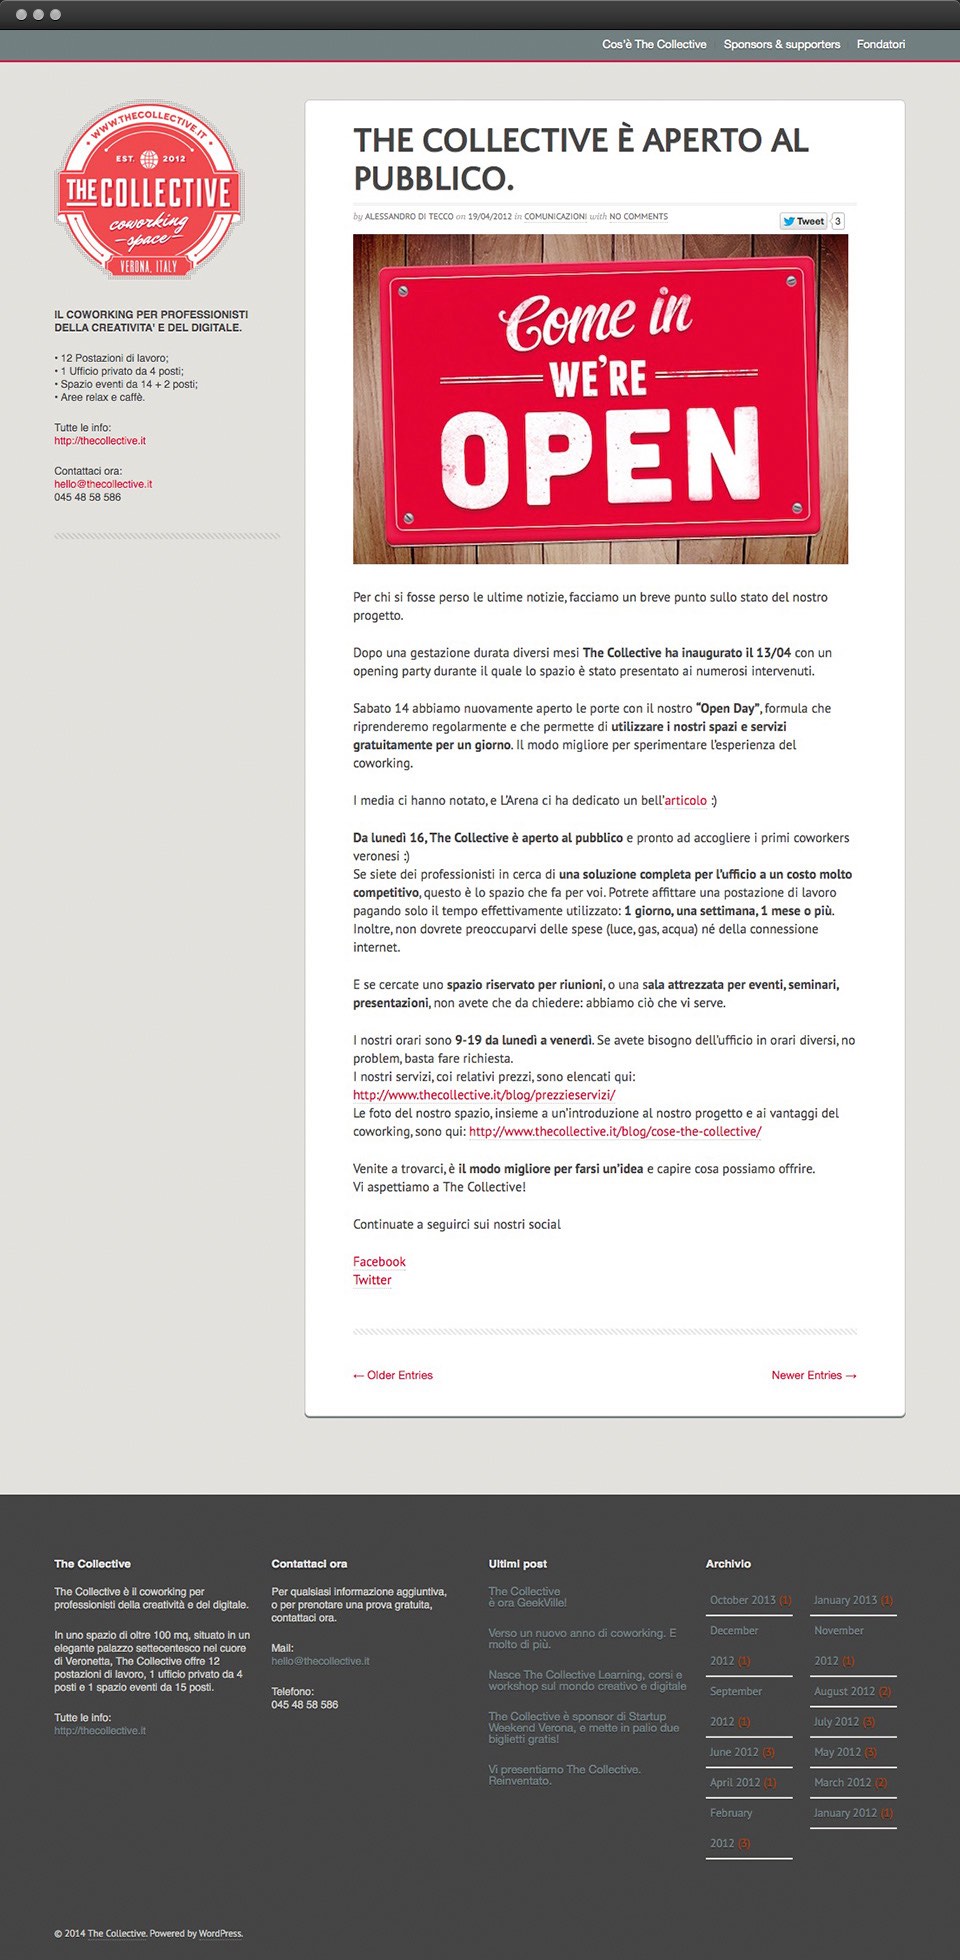 Cos'è The Collective Sponsors & supporters Fondatori
WWW.THECOLLECTIVE.IT
EST. 2012
THE COLLECTIVE
coworking
space
VERONA, ITALY
IL COWORKING PER PROFESSIONISTI
DELLA CREATIVITA' E DEL DIGITALE.
• 12 Postazioni di lavoro;
• 1 Ufficio privato da 4 posti;
• Spazio eventi da 14 + 2 posti;
• Aree relax e caffè.
Tutte le info:
http://thecollective.it
Contattaci ora:
hello@thecollective.it
045 48 58 586
THE COLLECTIVE È APERTO AL
PUBBLICO.
by ALESSANDRO DI TECCO on 19/04/2012 in COMUNICAZIONI with NO COMMENTS
Tweet 3
Come in
WE'RE
OPEN
Per chi si fosse perso le ultime notizie, facciamo un breve punto sullo stato del nostro
progetto.
Dopo una gestazione durata diversi mesi The Collective ha inaugurato il 13/04 con un
opening party durante il quale lo spazio è stato presentato ai numerosi intervenuti.
Sabato 14 abbiamo nuovamente aperto le porte con il nostro “Open Day”, formula che
riprenderemo regolarmente e che permette di utilizzare i nostri spazi e servizi
gratuitamente per un giorno. Il modo migliore per sperimentare l’esperienza del
coworking.
I media ci hanno notato, e L’Arena ci ha dedicato un bell’articolo :)
Da lunedì 16, The Collective è aperto al pubblico e pronto ad accogliere i primi coworkers
veronesi :)
Se siete dei professionisti in cerca di una soluzione completa per l’ufficio a un costo molto
competitivo, questo è lo spazio che fa per voi. Potrete affittare una postazione di lavoro
pagando solo il tempo effettivamente utilizzato: 1 giorno, una settimana, 1 mese o più.
Inoltre, non dovrete preoccuparvi delle spese (luce, gas, acqua) né della connessione
internet.
E se cercate uno spazio riservato per riunioni, o una sala attrezzata per eventi, seminari,
presentazioni, non avete che da chiedere: abbiamo ciò che vi serve.
I nostri orari sono 9-19 da lunedì a venerdì. Se avete bisogno dell’ufficio in orari diversi, no
problem, basta fare richiesta.
I nostri servizi, coi relativi prezzi, sono elencati qui:
http://www.thecollective.it/blog/prezzieservizi/
Le foto del nostro spazio, insieme a un’introduzione al nostro progetto e ai vantaggi del
coworking, sono qui: http://www.thecollective.it/blog/cose-the-collective/
Venite a trovarci, è il modo migliore per farsi un’idea e capire cosa possiamo offrire.
Vi aspettiamo a The Collective!
Continuate a seguirci sui nostri social
Facebook
Twitter
← Older Entries Newer Entries →
The Collective
The Collective è il coworking per
professionisti della creatività e del digitale.
In uno spazio di oltre 100 mq, situato in un
elegante palazzo settecentesco nel cuore
di Veronetta, The Collective offre 12
postazioni di lavoro, 1 ufficio privato da 4
posti e 1 spazio eventi da 15 posti.
Tutte le info:
http://thecollective.it
Contattaci ora
Per qualsiasi informazione aggiuntiva,
o per prenotare una prova gratuita,
contattaci ora.
Mail:
hello@thecollective.it
Telefono:
045 48 58 586
Ultimi post
The Collective
è ora GeekVille!
Verso un nuovo anno di coworking. E
molto di più.
Nasce The Collective Learning, corsi e
workshop sul mondo creativo e digitale
The Collective è sponsor di Startup
Weekend Verona, e mette in palio due
biglietti gratis!
Vi presentiamo The Collective.
Reinventato.
Archivio
October 2013 (1)
December
2012 (1)
September
2012 (1)
June 2012 (3)
April 2012 (1)
February
2012 (3)
January 2013 (1)
November
2012 (1)
August 2012 (2)
July 2012 (3)
May 2012 (3)
March 2012 (2)
January 2012 (1)
© 2014 The Collective. Powered by WordPress.